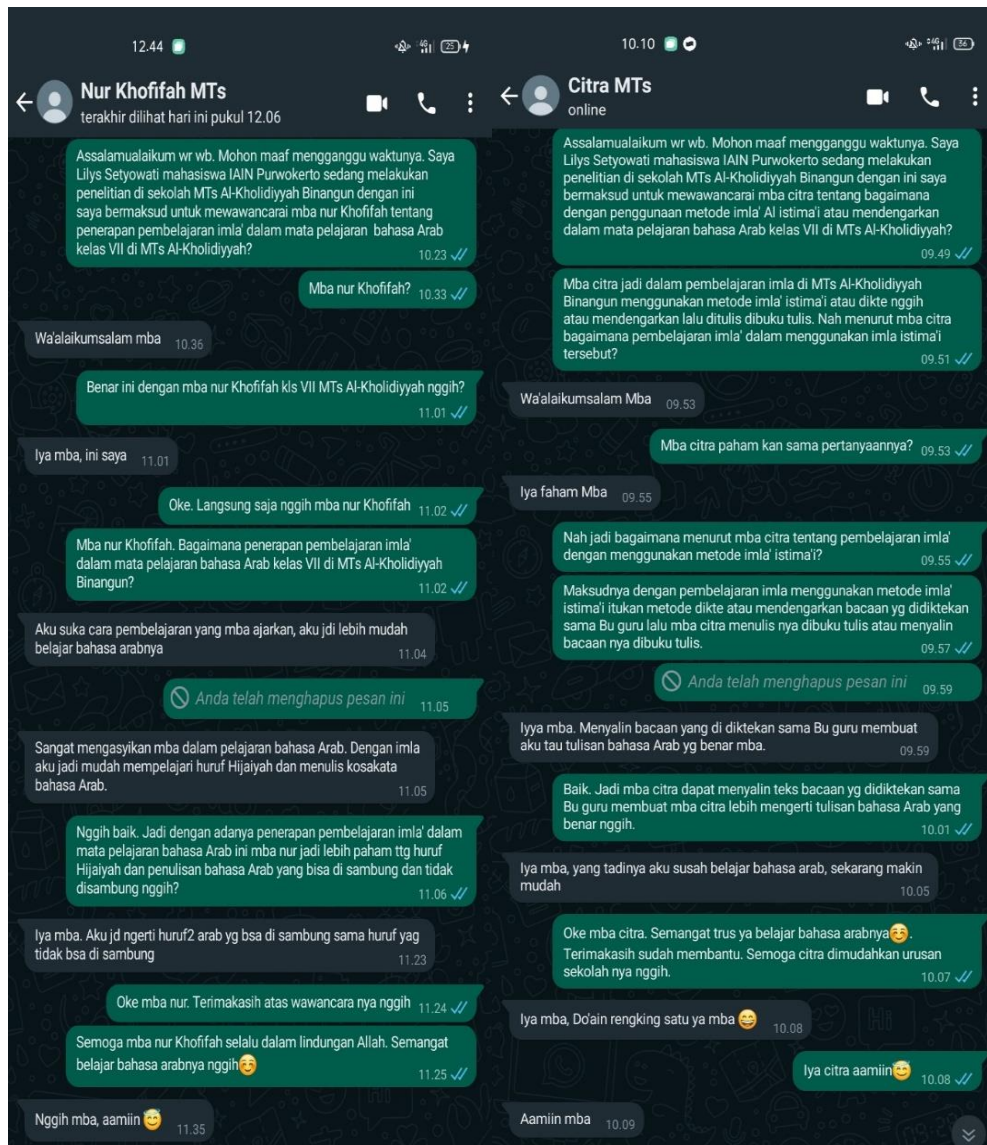 12.44
25
Nur Khofifah MTs
terakhir dilihat hari ini pukul 12.06
Assalamualaikum wr wb. Mohon maaf mengganggu waktunya. Saya
Lilys Setyowati mahasiswa IAIN Purwokerto sedang melakukan
penelitian di sekolah MTs Al-Kholidiyyah Binangun dengan ini
saya bermaksud untuk mewawancarai mba nur Khofifah tentang
penerapan pembelajaran imla' dalam mata pelajaran bahasa Arab
kelas VII di MTs Al-Kholidiyyah?
10.23
Mba nur Khofifah? 10.33
Wa'alaikumsalam mba 10.36
Benar ini dengan mba nur Khofifah kls VII MTs Al-Kholidiyyah nggih?
11.01
Iya mba, ini saya 11.01
Oke. Langsung saja nggih mba nur Khofifah 11.02
Mba nur Khofifah. Bagaimana penerapan pembelajaran imla'
dalam mata pelajaran bahasa Arab kelas VII di MTs Al-Kholidiyyah
Binangun? 11.02
Aku suka cara pembelajaran yang mba ajarkan, aku jdi lebih mudah
belajar bahasa arabnya 11.04
Anda telah menghapus pesan ini 11.05
Sangat mengasyikan mba dalam pelajaran bahasa Arab. Dengan imla
aku jadi mudah mempelajari huruf Hijaiyah dan menulis kosakata
bahasa Arab. 11.05
Nggih baik. Jadi dengan adanya penerapan pembelajaran imla' dalam
mata pelajaran bahasa Arab ini mba nur jadi lebih paham ttg huruf
Hijaiyah dan penulisan bahasa Arab yang bisa di sambung dan tidak
disambung nggih? 11.06
Iya mba. Aku jd ngerti huruf2 arab yg bsa di sambung sama huruf yag
tidak bsa di sambung 11.23
Oke mba nur. Terimakasih atas wawancara nya nggih 11.24
Semoga mba nur Khofifah selalu dalam lindungan Allah. Semangat
belajar bahasa arabnya nggih☺️ 11.25
Nggih mba, aamiin 😇 11.35
10.10
4G 36
Citra MTs
online
Assalamualaikum wr wb. Mohon maaf mengganggu waktunya. Saya
Lilys Setyowati mahasiswa IAIN Purwokerto sedang melakukan
penelitian di sekolah MTs Al-Kholidiyyah Binangun dengan ini saya
bermaksud untuk mewawancarai mba citra tentang bagaimana
dengan penggunaan metode imla' Al istima'i atau mendengarkan
dalam mata pelajaran bahasa Arab kelas VII di MTs Al-Kholidiyyah?
09.49
Mba citra jadi dalam pembelajaran imla di MTs Al-Kholidiyyah
Binangun menggunakan metode imla' istima'i atau dikte nggih
atau mendengarkan lalu ditulis dibuku tulis. Nah menurut mba citra
bagaimana pembelajaran imla' dalam menggunakan imla istima'i
tersebut? 09.51
Wa'alaikumsalam Mba 09.53
Mba citra paham kan sama pertanyaannya? 09.53
Iya faham Mba 09.55
Nah jadi bagaimana menurut mba citra tentang pembelajaran imla'
dengan menggunakan metode imla' istima'i? 09.55
Maksudnya dengan pembelajaran imla menggunakan metode imla'
istima'i itukan metode dikte atau mendengarkan bacaan yg didiktekan
sama Bu guru lalu mba citra menulis nya dibuku tulis atau menyalin
bacaan nya dibuku tulis. 09.57
Anda telah menghapus pesan ini 09.59
Iyya mba. Menyalin bacaan yang di diktekan sama Bu guru membuat
aku tau tulisan bahasa Arab yg benar mba. 09.59
Baik. Jadi mba citra dapat menyalin teks bacaan yg didiktekan sama
Bu guru membuat mba citra lebih mengerti tulisan bahasa Arab yang
benar nggih. 10.01
Iya mba, yang tadinya aku susah belajar bahasa arab, sekarang makin
mudah 10.05
Oke mba citra. Semangat trus ya belajar bahasa arabnya☺️.
Terimakasih sudah membantu. Semoga citra dimudahkan urusan
sekolah nya nggih. 10.07
Iya mba, Do'ain rengking satu ya mba 😄 10.08
Iya citra aamiin😇 10.08
Aamiin mba 10.09